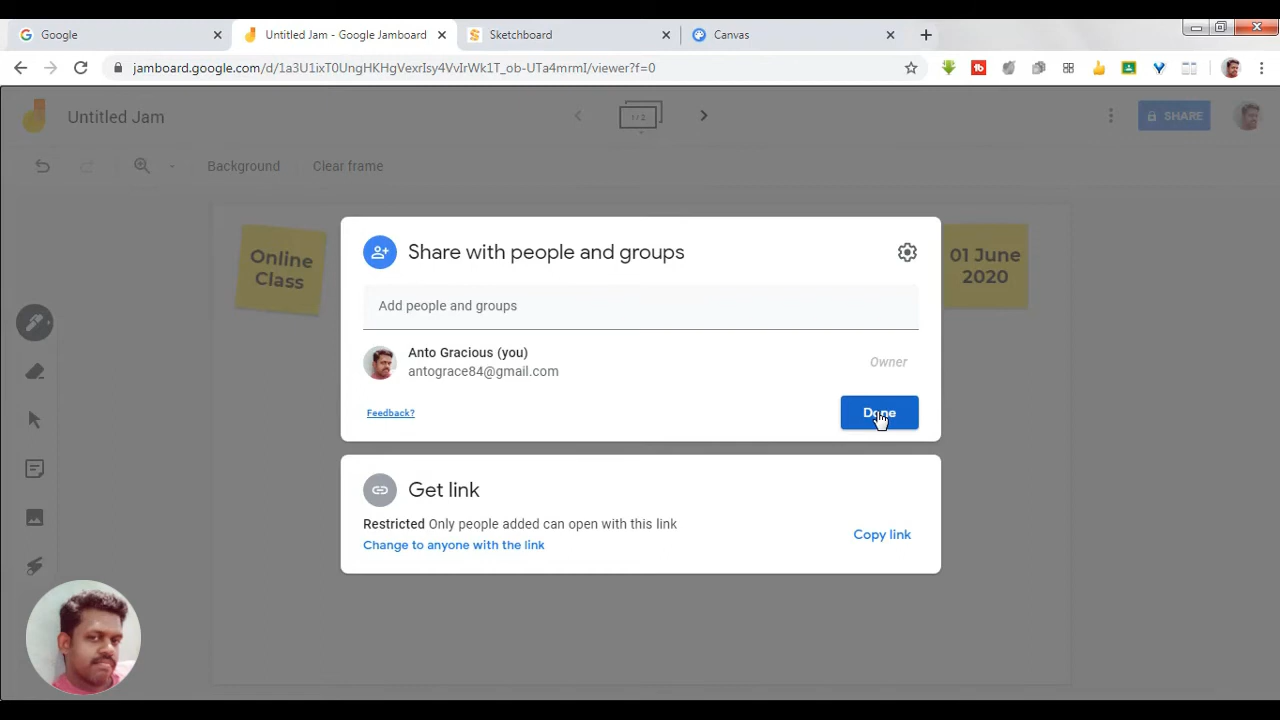 Google
Untitled Jam - Google Jamboard
Sketchpad
Canvas
jamboard.google.com/d/1a3U1ixT0UngHKHgVexrIsy4VvIrWk1T_ob-UTa4mrmI/viewer?f=0
Untitled Jam
1 / 2
SHARE
Background
Clear frame
Online
Class
01 June
2020
Share with people and groups
Add people and groups
Anto Gracious (you)
antograce84@gmail.com
Owner
Feedback?
Done
Get link
Restricted Only people added can open with this link
Change to anyone with the link
Copy link